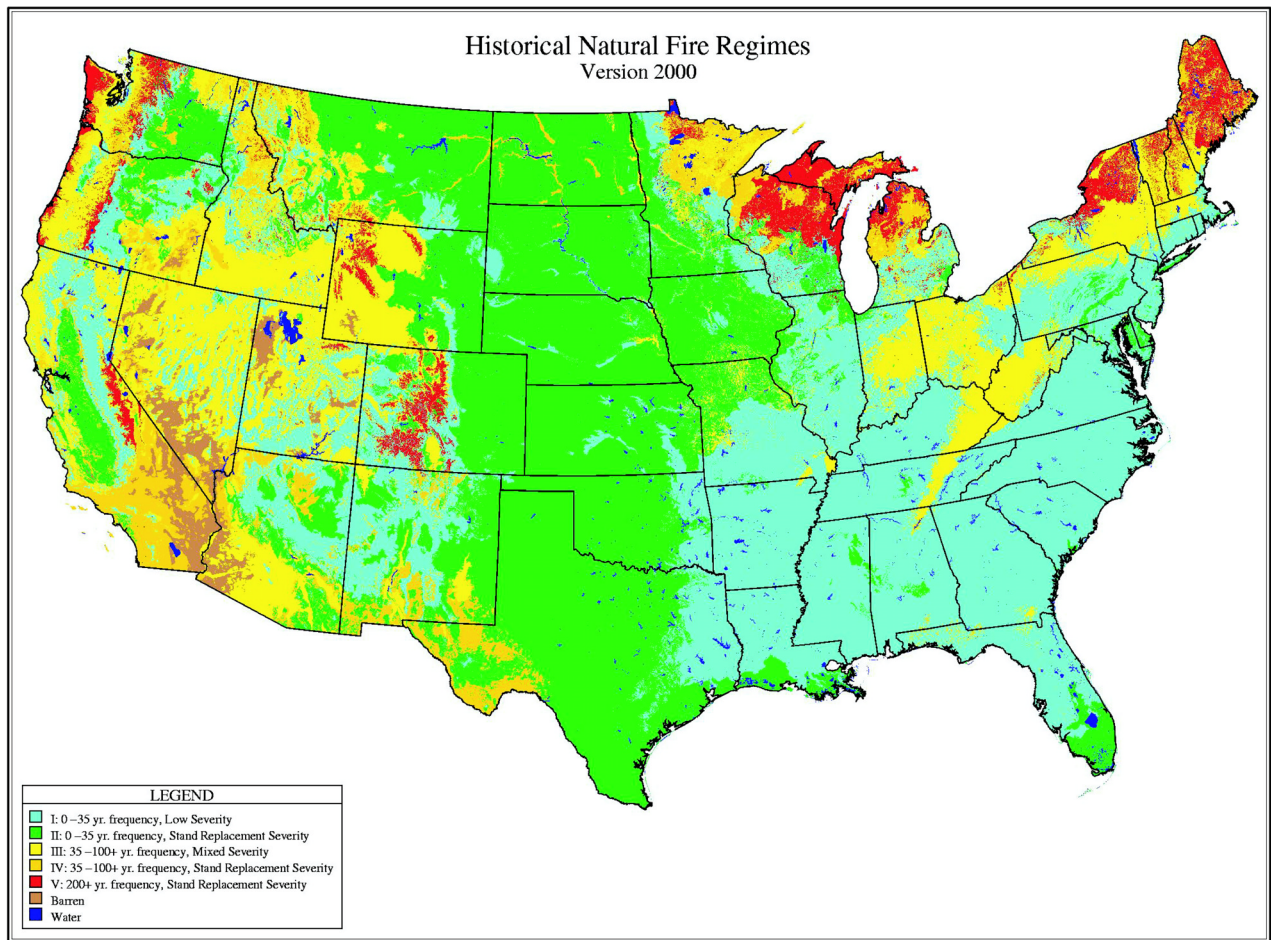 Historical Natural Fire Regimes
Version 2000
LEGEND
I: 0 –35 yr. frequency, Low Severity
II: 0 –35 yr. frequency, Stand Replacement Severity
III: 35 –100+ yr. frequency, Mixed Severity
IV: 35 –100+ yr. frequency, Stand Replacement Severity
V: 200+ yr. frequency, Stand Replacement Severity
Barren
Water